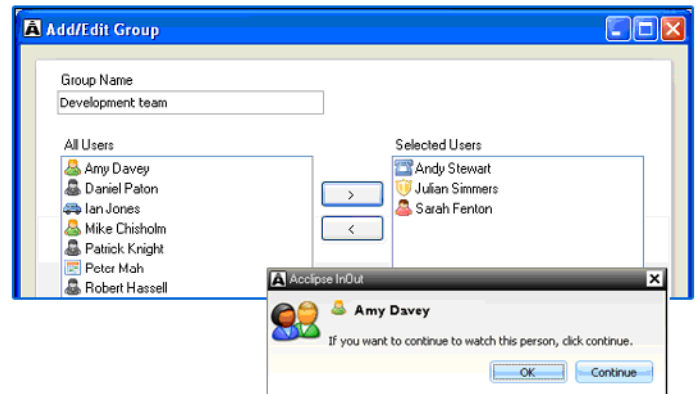 Add/Edit Group
Group Name
Development team
All Users
Amy Davey
Daniel Paton
Ian Jones
Mike Chisholm
Patrick Knight
Peter Mah
Robert Hassell
>
<
Selected Users
Andy Stewart
Julian Simmers
Sarah Fenton
Acclipse InOut
Amy Davey
If you want to continue to watch this person, click continue.
OK
Continue